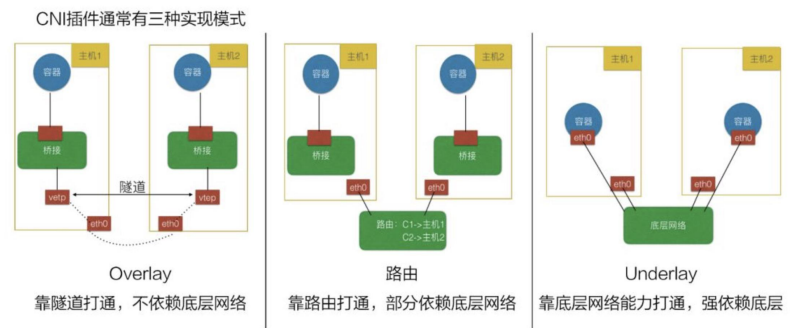 CNI插件通常有三种实现模式
主机1
容器
桥接
vetp
eth0
主机2
容器
桥接
vtep
eth0
隧道
Overlay
靠隧道打通，不依赖底层网络
主机1
容器
桥接
eth0
主机2
容器
桥接
eth0
路由：C1->主机1
C2->主机2
路由
靠路由打通，部分依赖底层网络
主机1
容器
eth0
eth0
主机2
容器
eth0
eth0
底层网络
Underlay
靠底层网络能力打通，强依赖底层